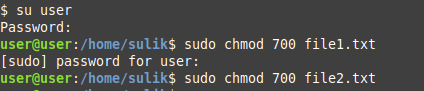 $ su user
Password:
user@user:/home/sulik$ sudo chmod 700 file1.txt
[sudo] password for user:
user@user:/home/sulik$ sudo chmod 700 file2.txt